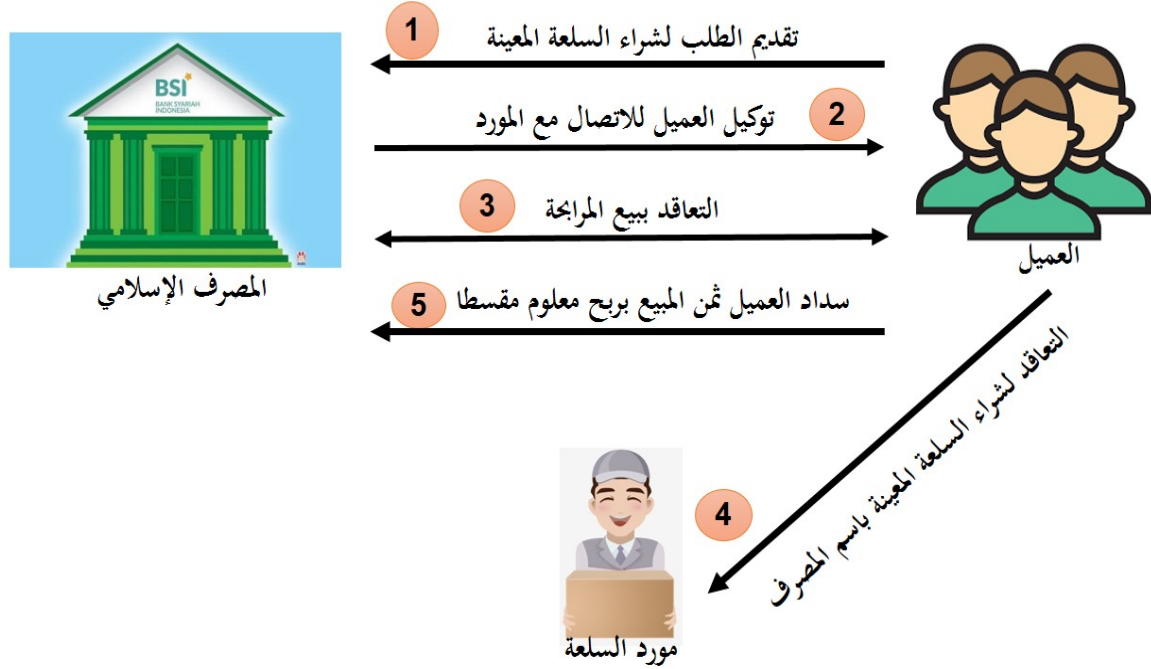 1
تقديم الطلب لشراء السلعة المعينة
BSI
BANK SYARIAH
INDONESIA
2
توكيل العميل للاتصال مع المورد
3
التعاقد ببيع المرابحة
العميل
المصرف الإسلامي
5
سداد العميل ثمن المبيع بربح معلوم مقسطا
التعاقد لشراء السلعة المعينة باسم المصرف
4
مورد السلعة